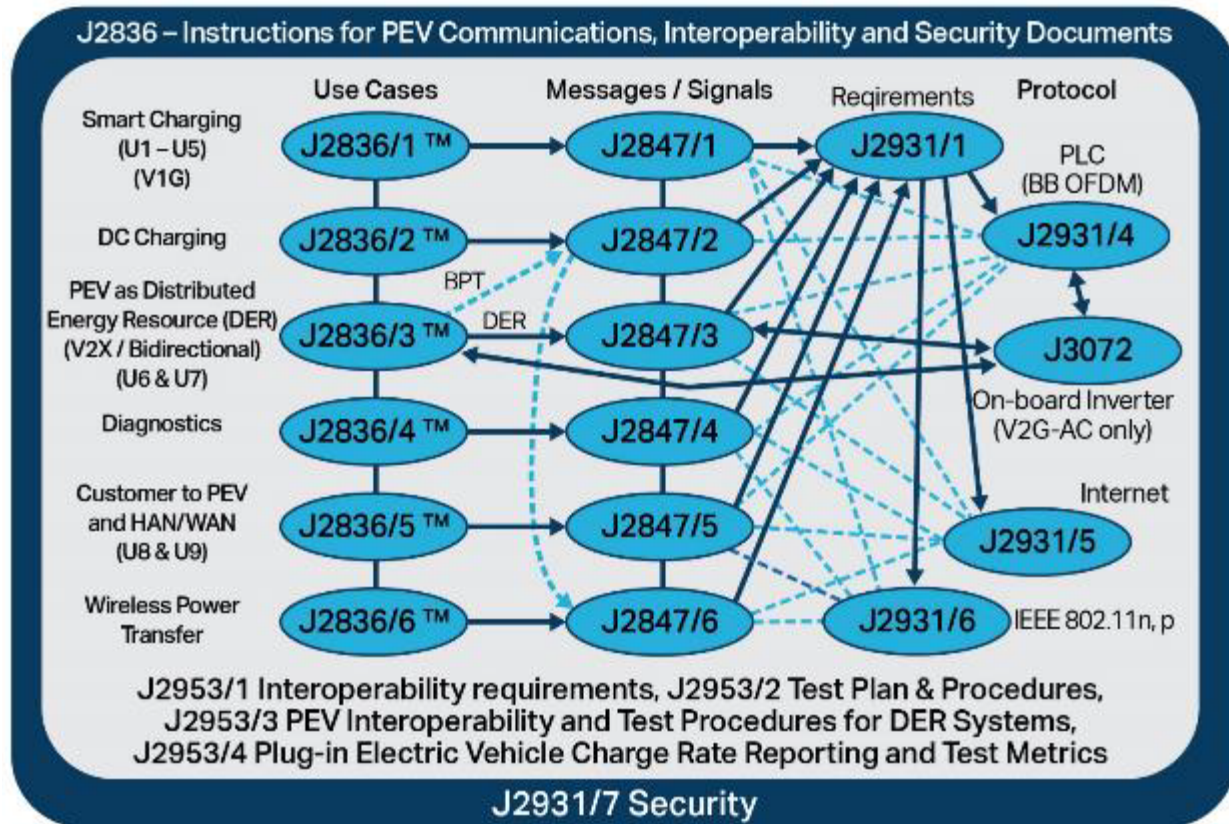 J2836 – Instructions for PEV Communications, Interoperability and Security Documents
Use Cases
Messages / Signals
Reqirements
Protocol
Smart Charging
(U1 – U5)
(V1G)
J2836/1 ™
J2847/1
J2931/1
PLC
(BB OFDM)
DC Charging
J2836/2 ™
J2847/2
J2931/4
BPT
PEV as Distributed
Energy Resource (DER)
(V2X / Bidirectional)
(U6 & U7)
J2836/3 ™
DER
J2847/3
J3072
On-board Inverter
(V2G-AC only)
Diagnostics
J2836/4 ™
J2847/4
Customer to PEV
and HAN/WAN
(U8 & U9)
J2836/5 ™
J2847/5
Internet
J2931/5
Wireless Power
Transfer
J2836/6 ™
J2847/6
J2931/6
IEEE 802.11n, p
J2953/1 Interoperability requirements, J2953/2 Test Plan & Procedures,
J2953/3 PEV Interoperability and Test Procedures for DER Systems,
J2953/4 Plug-in Electric Vehicle Charge Rate Reporting and Test Metrics
J2931/7 Security